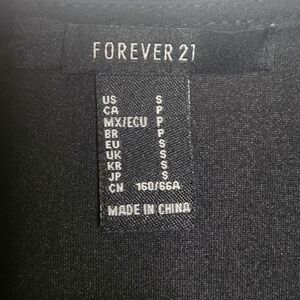 FOREVER 21
US S
CA P
MX/ECU P
BR P
EU S
UK S
KR S
JP S
CN 160/66A
MADE IN CHINA